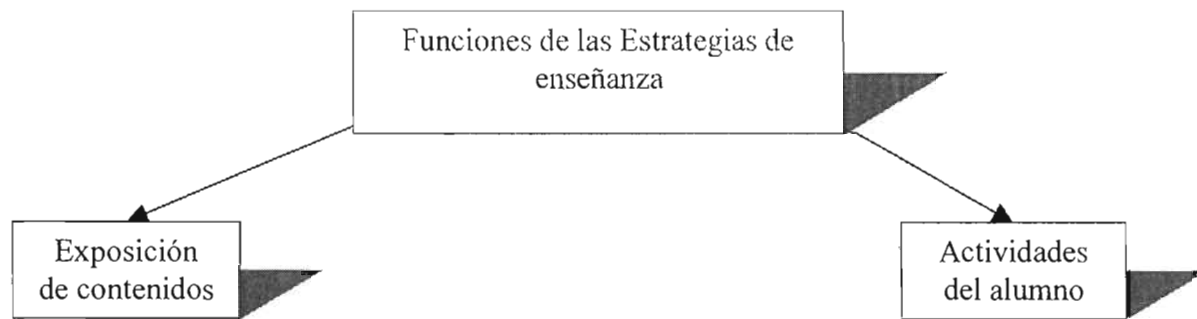 Funciones de las Estrategias de
enseñanza
Exposición
de contenidos
Actividades
del alumno